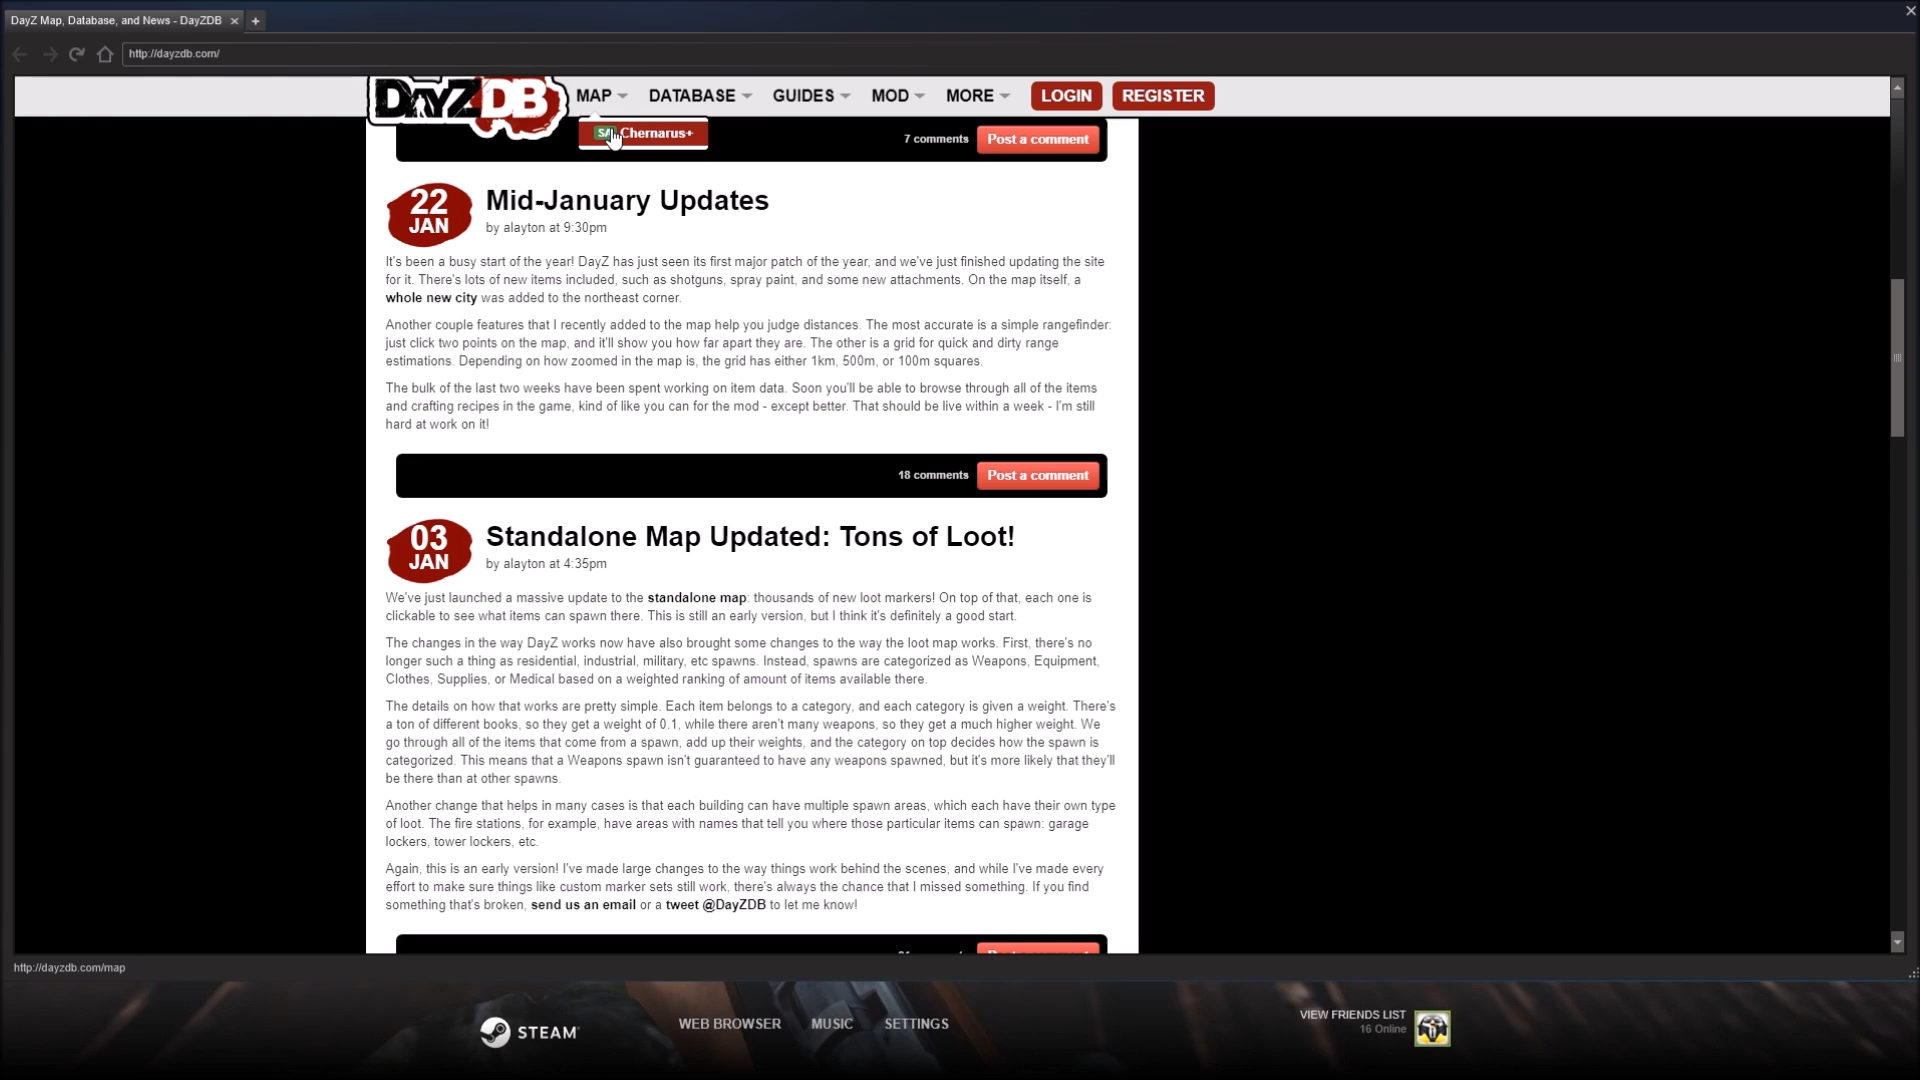 DayZ Map, Database, and News - DayZDB
http://dayzdb.com/
DAYZDB MAP DATABASE GUIDES MOD MORE LOGIN REGISTER
SA Chernarus+
7 comments Post a comment
22 JAN
Mid-January Updates
by alayton at 9:30pm
It's been a busy start of the year! DayZ has just seen its first major patch of the year, and we've just finished updating the site
for it. There's lots of new items included, such as shotguns, spray paint, and some new attachments. On the map itself, a
whole new city was added to the northeast corner.
Another couple features that I recently added to the map help you judge distances. The most accurate is a simple rangefinder:
just click two points on the map, and it'll show you how far apart they are. The other is a grid for quick and dirty range
estimations. Depending on how zoomed in the map is, the grid has either 1km, 500m, or 100m squares.
The bulk of the last two weeks have been spent working on item data. Soon you'll be able to browse through all of the items
and crafting recipes in the game, kind of like you can for the mod - except better. That should be live within a week - I'm still
hard at work on it!
18 comments Post a comment
03 JAN
Standalone Map Updated: Tons of Loot!
by alayton at 4:35pm
We've just launched a massive update to the standalone map: thousands of new loot markers! On top of that, each one is
clickable to see what items can spawn there. This is still an early version, but I think it's definitely a good start.
The changes in the way DayZ works now have also brought some changes to the way the loot map works. First, there's no
longer such a thing as residential, industrial, military, etc spawns. Instead, spawns are categorized as Weapons, Equipment,
Clothes, Supplies, or Medical based on a weighted ranking of amount of items available there.
The details on how that works are pretty simple. Each item belongs to a category, and each category is given a weight. There's
a ton of different books, so they get a weight of 0.1, while there aren't many weapons, so they get a much higher weight. We
go through all of the items that come from a spawn, add up their weights, and the category on top decides how the spawn is
categorized. This means that a Weapons spawn isn't guaranteed to have any weapons spawned, but it's more likely that they'll
be there than at other spawns.
Another change that helps in many cases is that each building can have multiple spawn areas, which each have their own type
of loot. The fire stations, for example, have areas with names that tell you where those particular items can spawn: garage
lockers, tower lockers, etc.
Again, this is an early version! I've made large changes to the way things work behind the scenes, and while I've made every
effort to make sure things like custom marker sets still work, there's always the chance that I missed something. If you find
something that's broken, send us an email or a tweet @DayZDB to let me know!
http://dayzdb.com/map
STEAM WEB BROWSER MUSIC SETTINGS
VIEW FRIENDS LIST
16 Online